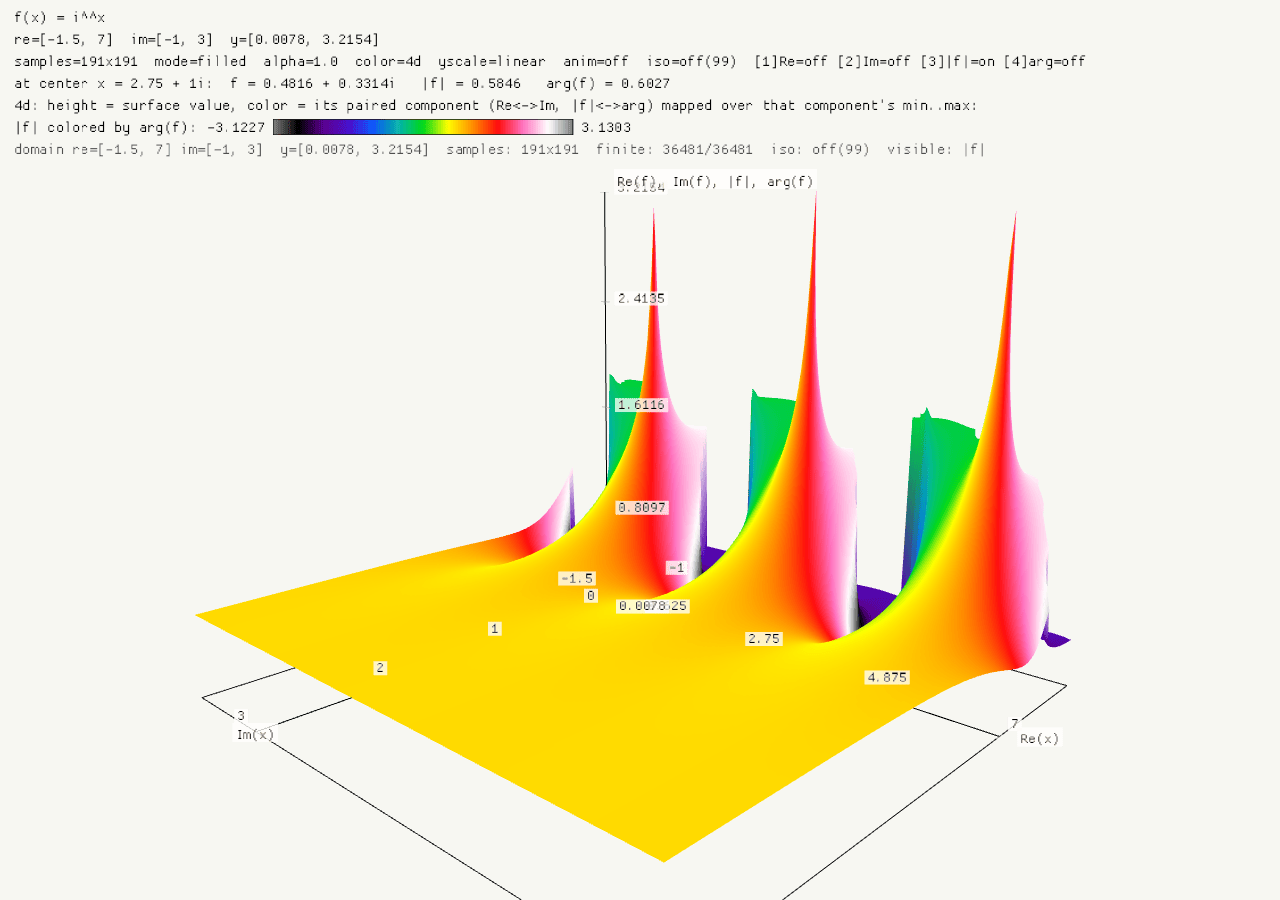 f(x) = i^^x
re=[-1.5, 7]  im=[-1, 3]  y=[0.0078, 3.2154]
samples=191x191  mode=filled  alpha=1.0  color=4d  yscale=linear  anim=off  iso=off(99)  [1]Re=off [2]Im=off [3]|f|=on [4]arg=off
at center x = 2.75 + 1i:  f = 0.4816 + 0.3314i   |f| = 0.5846   arg(f) = 0.6027
4d: height = surface value, color = its paired component (Re<->Im, |f|<->arg) mapped over that component's min..max:
|f| colored by arg(f): -3.1227 3.1303
domain re=[-1.5, 7] im=[-1, 3]  y=[0.0078, 3.2154]  samples: 191x191  finite: 36481/36481  iso: off(99)  visible: |f|
Re(f), Im(f), |f|, arg(f)
2.4135
1.6116
0.8097
-1
-1.5
0
0.0078
1
2.75
2
4.875
3
7
Im(x)
Re(x)